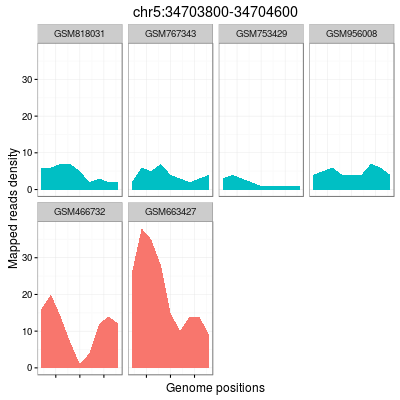 chr5:34703800-34704600
GSM818031 GSM767343 GSM753429 GSM956008
30
20
10
0
GSM466732 GSM663427
30
20
10
0
Mapped reads density
Genome positions